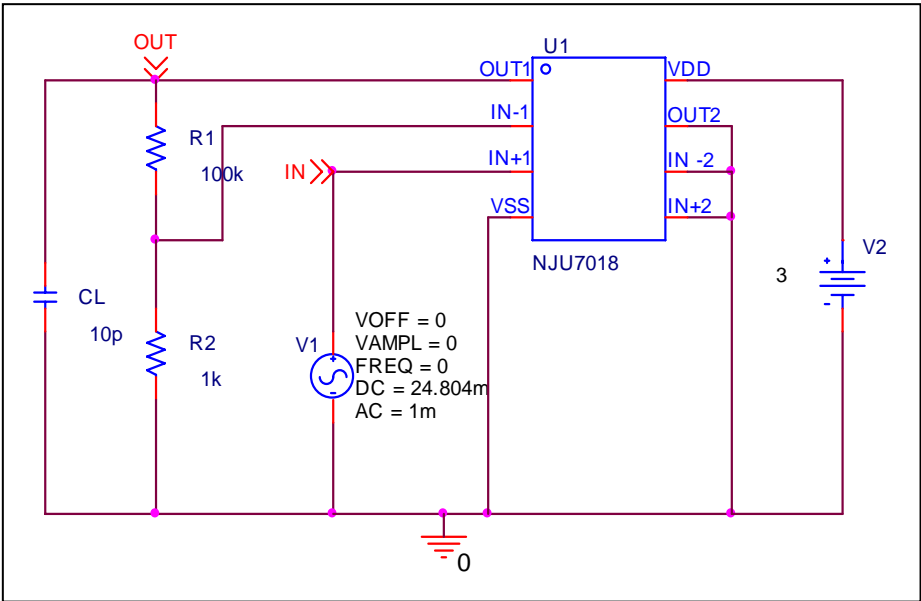 OUT
U1
OUT1
VDD
IN-1
OUT2
R1
100k
IN
IN+1
IN -2
VSS
IN+2
V2
NJU7018
3
+
-
CL
10p
R2
1k
V1
+
-
VOFF = 0
VAMPL = 0
FREQ = 0
DC = 24.804m
AC = 1m
0